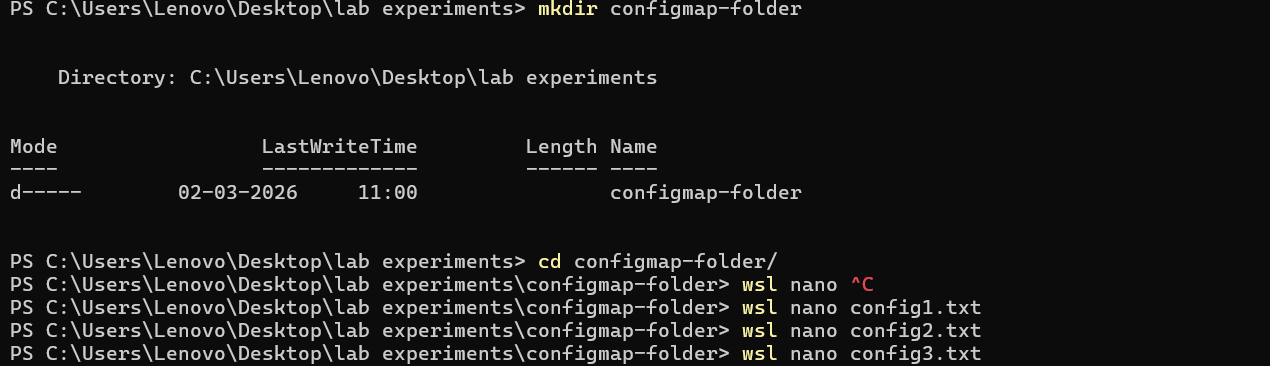 PS C:\Users\Lenovo\Desktop\lab experiments> mkdir configmap-folder
Directory: C:\Users\Lenovo\Desktop\lab experiments
Mode                 LastWriteTime         Length Name
----                 -------------         ------ ----
d-----        02-03-2026     11:00                configmap-folder
PS C:\Users\Lenovo\Desktop\lab experiments> cd configmap-folder/
PS C:\Users\Lenovo\Desktop\lab experiments\configmap-folder> wsl nano ^C
PS C:\Users\Lenovo\Desktop\lab experiments\configmap-folder> wsl nano config1.txt
PS C:\Users\Lenovo\Desktop\lab experiments\configmap-folder> wsl nano config2.txt
PS C:\Users\Lenovo\Desktop\lab experiments\configmap-folder> wsl nano config3.txt